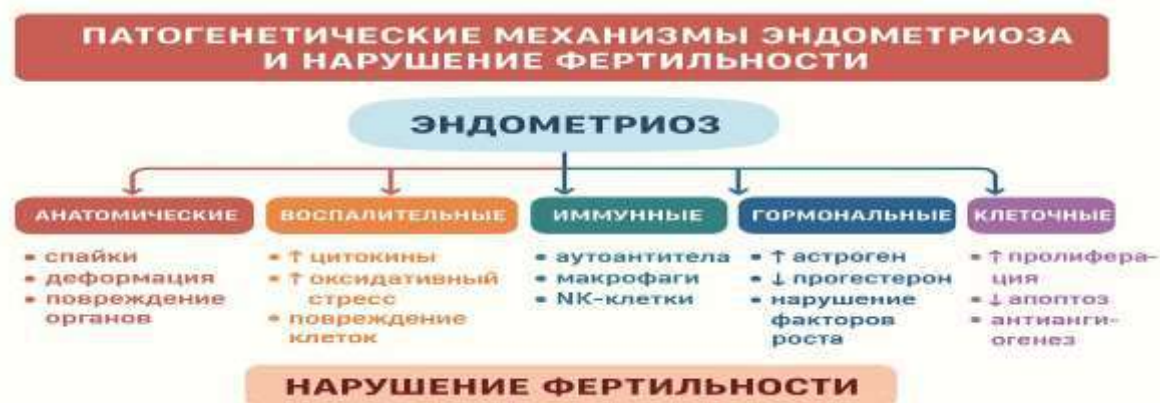 ПАТОГЕНЕТИЧЕСКИЕ МЕХАНИЗМЫ ЭНДОМЕТРИОЗА
И НАРУШЕНИЕ ФЕРТИЛЬНОСТИ
ЭНДОМЕТРИОЗ
АНАТОМИЧЕСКИЕ
• спайки
• деформация
• повреждение
органов
ВОСПАЛИТЕЛЬНЫЕ
• ↑ цитокины
• ↑ оксидативный
стресс
• повреждение
клеток
ИММУННЫЕ
• аутоантитела
• макрофаги
• NK-клетки
ГОРМОНАЛЬНЫЕ
• ↑ астроген
• ↓ прогестерон
• нарушение
факторов
роста
КЛЕТОЧНЫЕ
• ↑ пролифера-
ция
• ↓ апоптоз
• антианги-
огенез
НАРУШЕНИЕ ФЕРТИЛЬНОСТИ